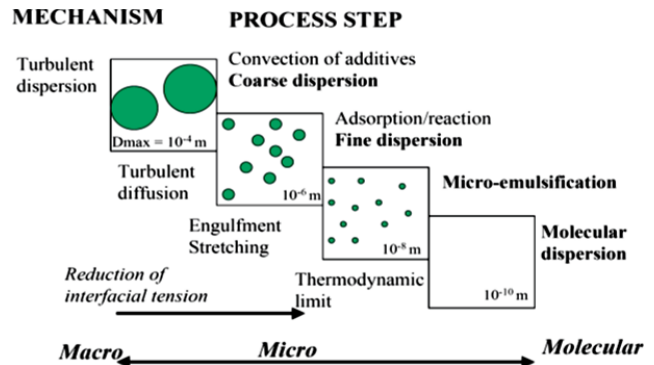 MECHANISM
PROCESS STEP
Turbulent
dispersion
Convection of additives
Coarse dispersion
Dmax = 10⁻⁴ m
Adsorption/reaction
Fine dispersion
Turbulent
diffusion
10⁻⁶ m
Micro-emulsification
Engulfment
Stretching
10⁻⁸ m
Molecular
dispersion
Reduction of
interfacial tension
Thermodynamic
limit
10⁻¹⁰ m
Macro
Micro
Molecular